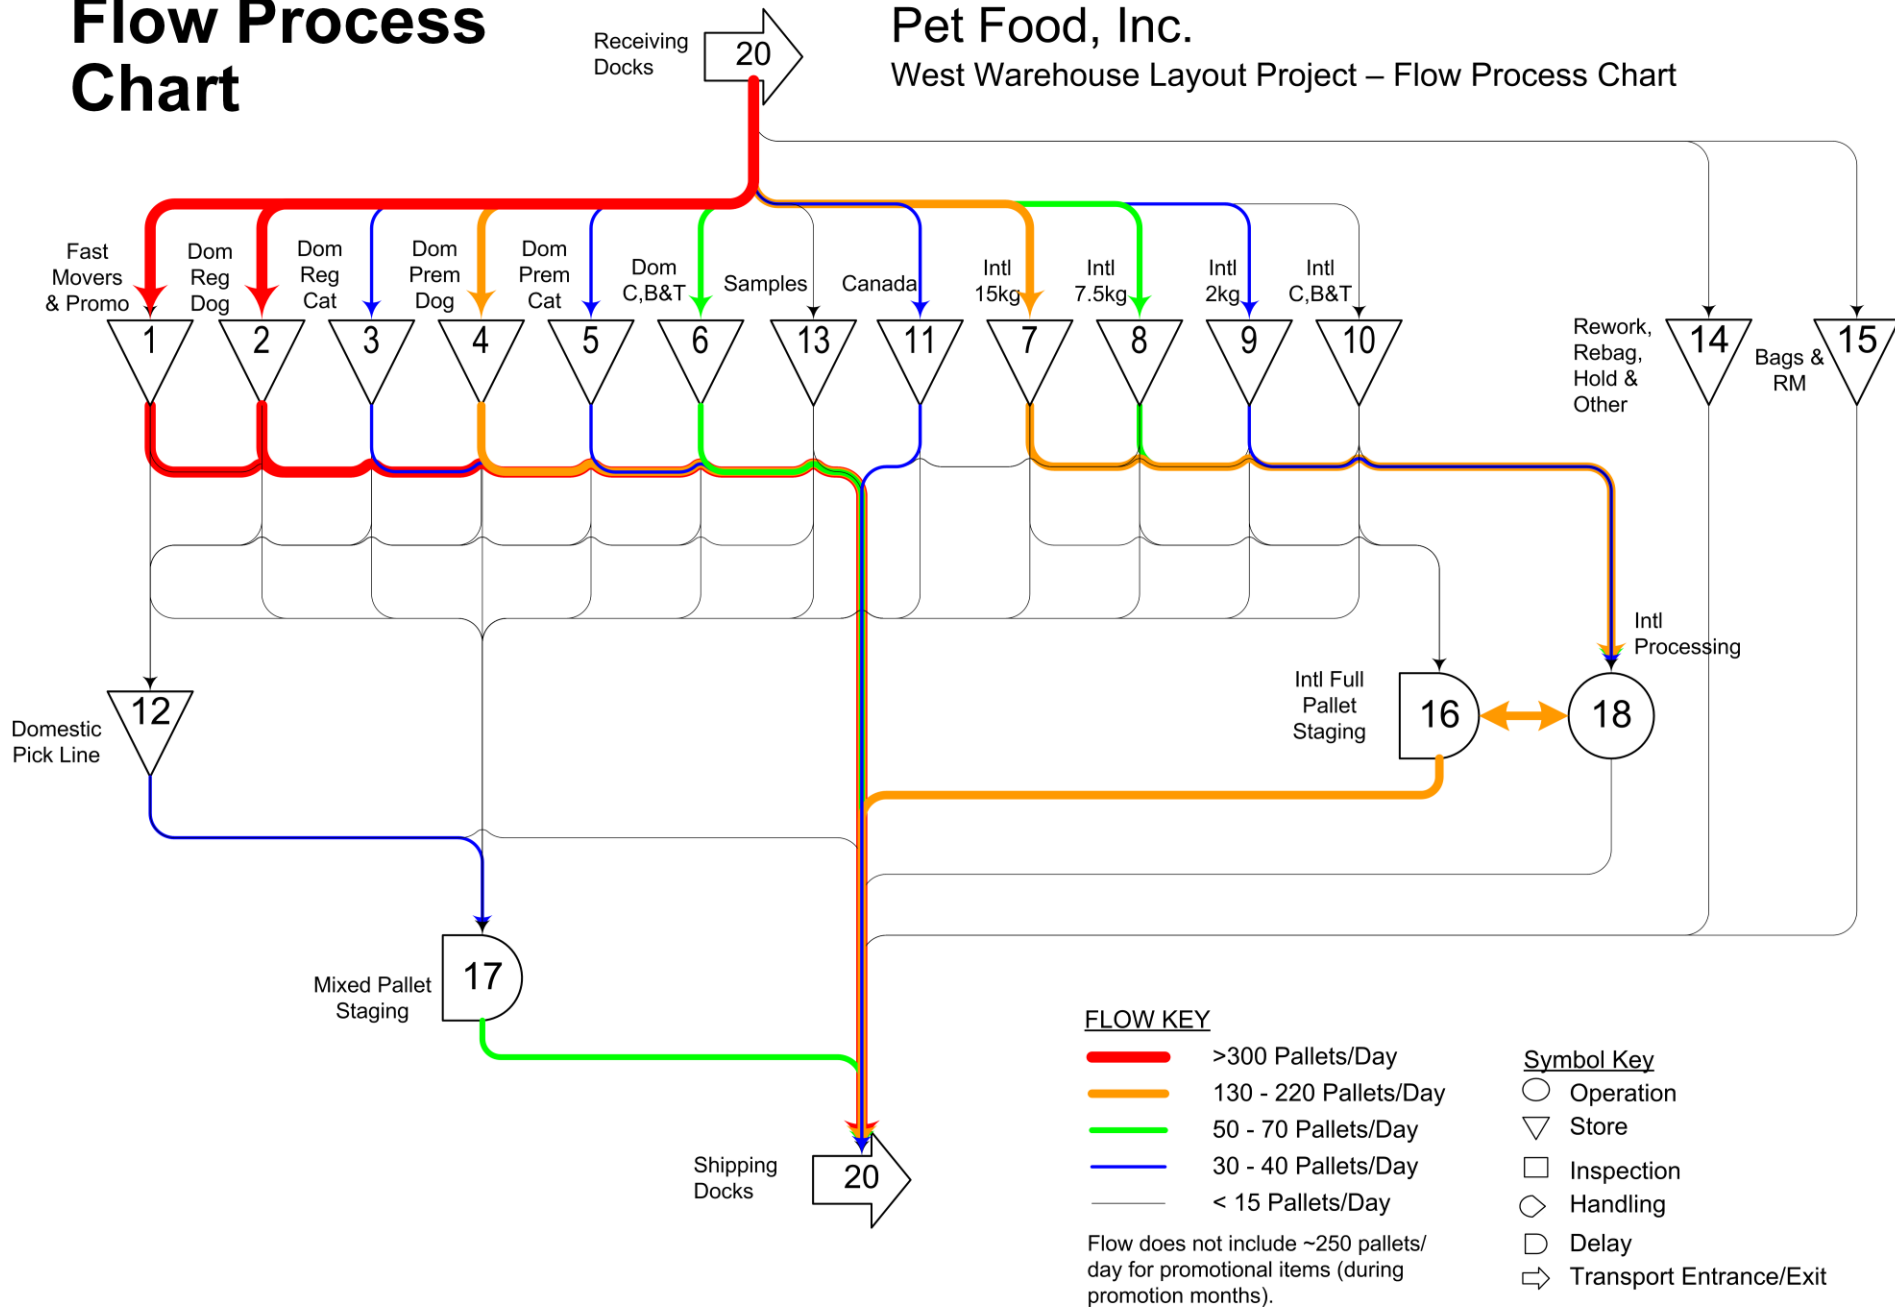 Flow Process
Chart
Receiving
Docks
20
Pet Food, Inc.
West Warehouse Layout Project – Flow Process Chart
Fast
Movers
& Promo
Dom
Reg
Dog
Dom
Reg
Cat
Dom
Prem
Dog
Dom
Prem
Cat
Dom
C,B&T
Samples
Canada
Intl
15kg
Intl
7.5kg
Intl
2kg
Intl
C,B&T
1
2
3
4
5
6
13
11
7
8
9
10
Rework,
Rebag,
Hold &
Other
14
Bags &
RM
15
Domestic
Pick Line
12
Intl Full
Pallet
Staging
16
Intl
Processing
18
Mixed Pallet
Staging
17
Shipping
Docks
20
FLOW KEY
>300 Pallets/Day
130 - 220 Pallets/Day
50 - 70 Pallets/Day
30 - 40 Pallets/Day
< 15 Pallets/Day
Flow does not include ~250 pallets/
day for promotional items (during
promotion months).
Symbol Key
Operation
Store
Inspection
Handling
Delay
Transport Entrance/Exit